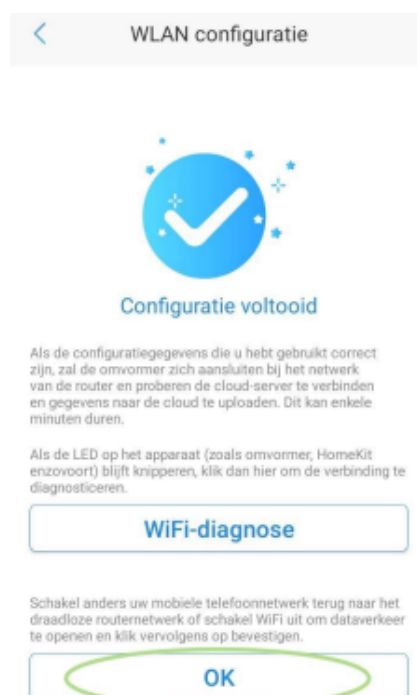 WLAN configuratie
Configuratie voltooid
Als de configuratiegegevens die u hebt gebruikt correct
zijn, zal de omvormer zich aansluiten bij het netwerk
van de router en proberen de cloud-server te verbinden
en gegevens naar de cloud te uploaden. Dit kan enkele
minuten duren.
Als de LED op het apparaat (zoals omvormer, HomeKit
enzovoort) blijft knipperen, klik dan hier om de verbinding te
diagnosticeren.
WiFi-diagnose
Schakel anders uw mobiele telefoonnetwerk terug naar het
draadloze routernetwerk of schakel WiFi uit om dataverkeer
te openen en klik vervolgens op bevestigen.
OK